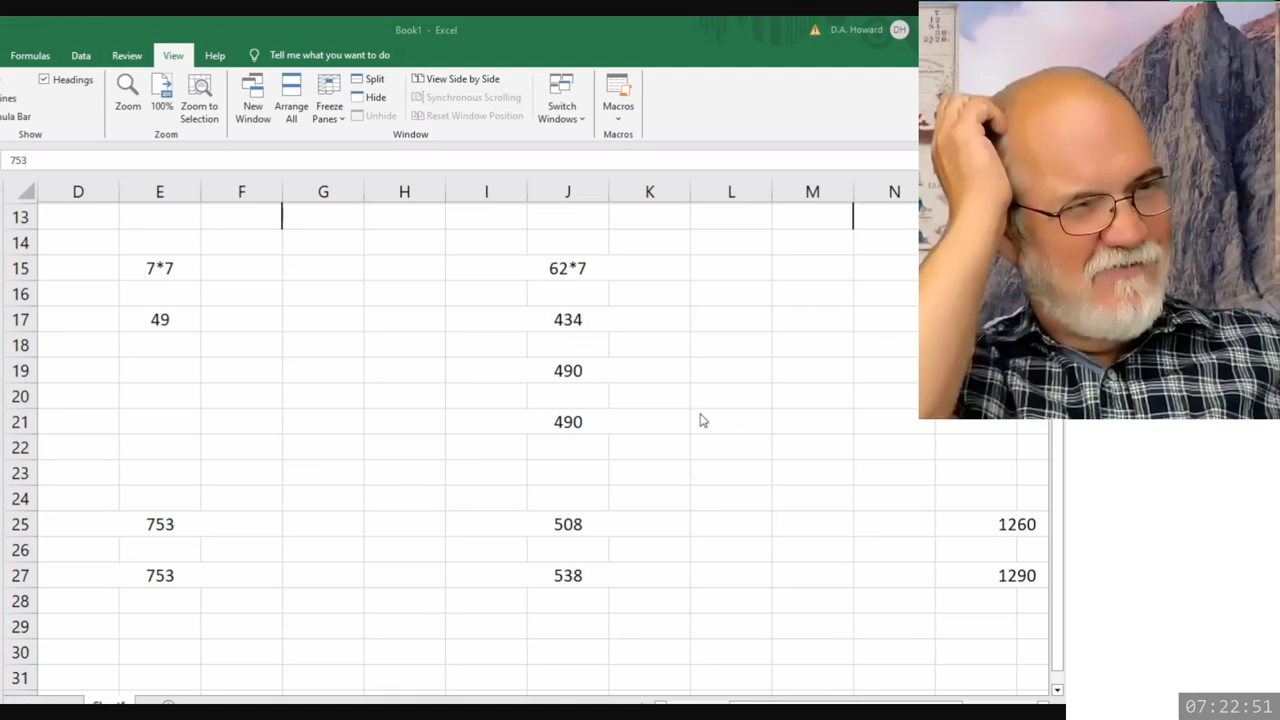 Book1 - Excel
D.A. Howard DH
Formulas Data Review View Help Tell me what you want to do
Headings
Zoom
100%
Zoom to Selection
New Window
Arrange All
Freeze Panes
Split
Hide
Unhide
View Side by Side
Synchronous Scrolling
Reset Window Position
Switch Windows
Macros
Show Zoom Window Macros
753
D E F G H I J K L M N
13
14
15 7*7 62*7
16
17 49 434
18
19 490
20
21 490
22
23
24
25 753 508 1260
26
27 753 538 1290
28
29
30
31
07:22:51